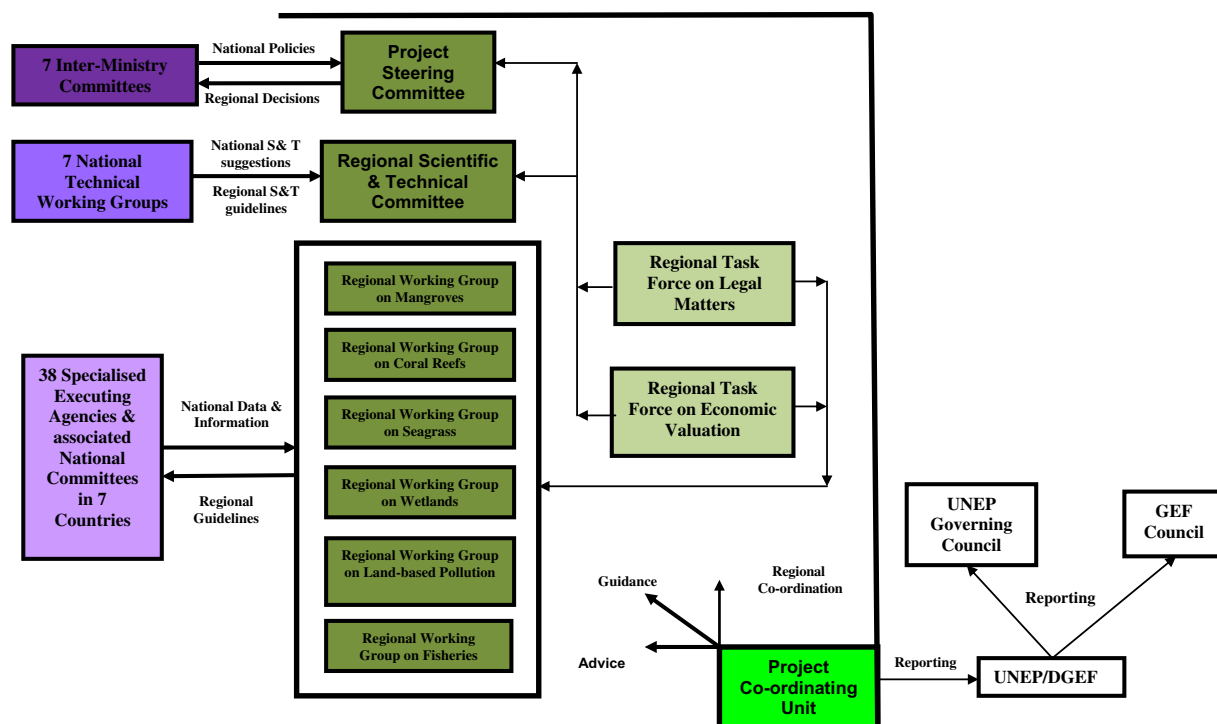 7 Inter-Ministry
Committees
National Policies
Regional Decisions
Project
Steering
Committee
7 National
Technical
Working Groups
National S& T
suggestions
Regional S&T
guidelines
Regional Scientific
& Technical
Committee
38 Specialised
Executing
Agencies &
associated
National
Committees
in 7
Countries
National Data &
Information
Regional
Guidelines
Regional Working Group
on Mangroves
Regional Working Group
on Coral Reefs
Regional Working Group
on Seagrass
Regional Working Group
on Wetlands
Regional Working Group
on Land-based Pollution
Regional Working
Group on Fisheries
Regional Task
Force on Legal
Matters
Regional Task
Force on Economic
Valuation
Guidance
Regional
Co-ordination
Advice
Project
Co-ordinating
Unit
Reporting
UNEP/DGEF
Reporting
UNEP
Governing
Council
GEF
Council